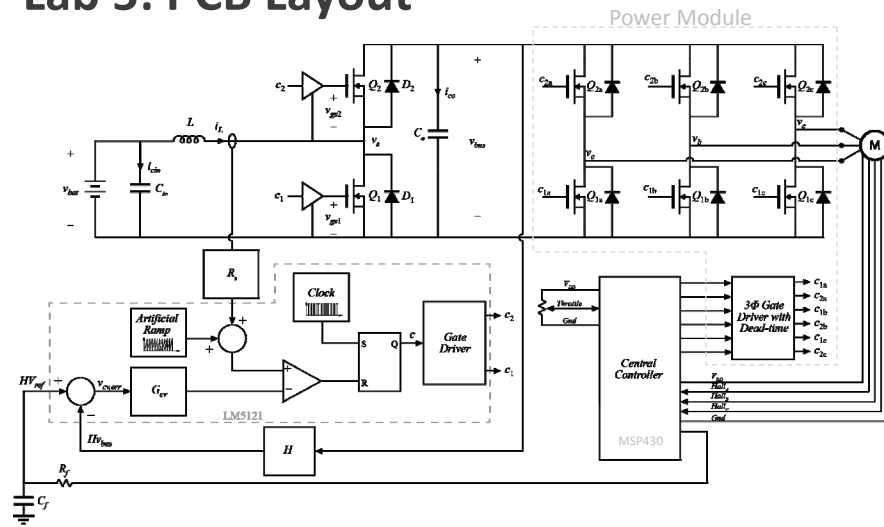 Lab 5: PCB Layout
Power Module
c2
Q2
D2
vgs2
+
−
ico
Co
+
vbus
−
c2a
Q2a
c2b
Q2b
c2c
Q2c
va
vb
vc
M
L
iL
vs
+
vbat
−
icin
Cin
c1
Q1
D1
vgs1
+
−
c1a
Q1a
c1b
Q1b
c1c
Q1c
Rs
Clock
Artificial
Ramp
+
+
S
Q
R
c
Gate
Driver
c2
c1
HVref
+
−
vcuerr
Gcv
+
−
LM5121
Hvbus
H
Rf
Cf
VDD
Throttle
Gnd
Central
Controller
MSP430
3Φ Gate
Driver with
Dead-time
c1a
c2a
c1b
c2b
c1c
c2c
VDD
Halla
Hallb
Hallc
Gnd